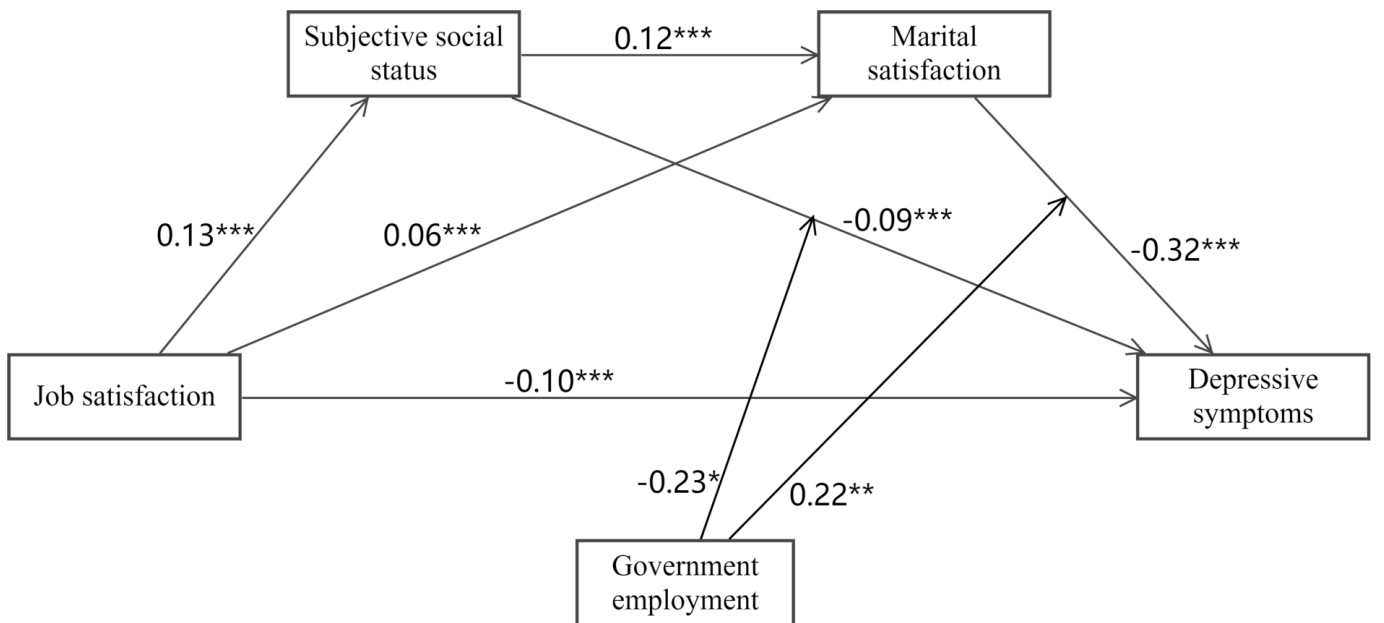 Subjective social
status
0.12***
Marital
satisfaction
0.13***
0.06***
-0.09***
-0.32***
Job satisfaction
-0.10***
Depressive
symptoms
-0.23*
0.22**
Government
employment